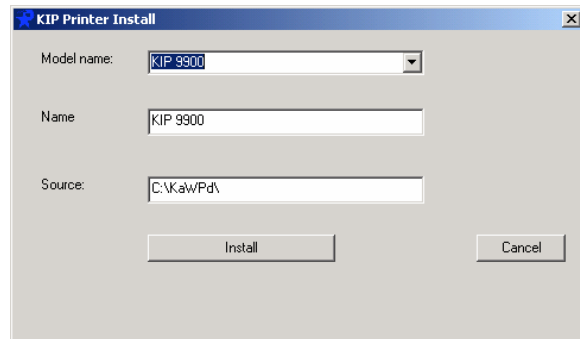 KIP Printer Install
Model name: KIP 9900
Name KIP 9900
Source: C:\KaWPd\
Install Cancel